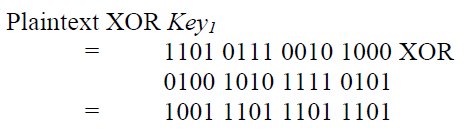 Plaintext XOR Key1
= 1101 0111 0010 1000 XOR
0100 1010 1111 0101
= 1001 1101 1101 1101